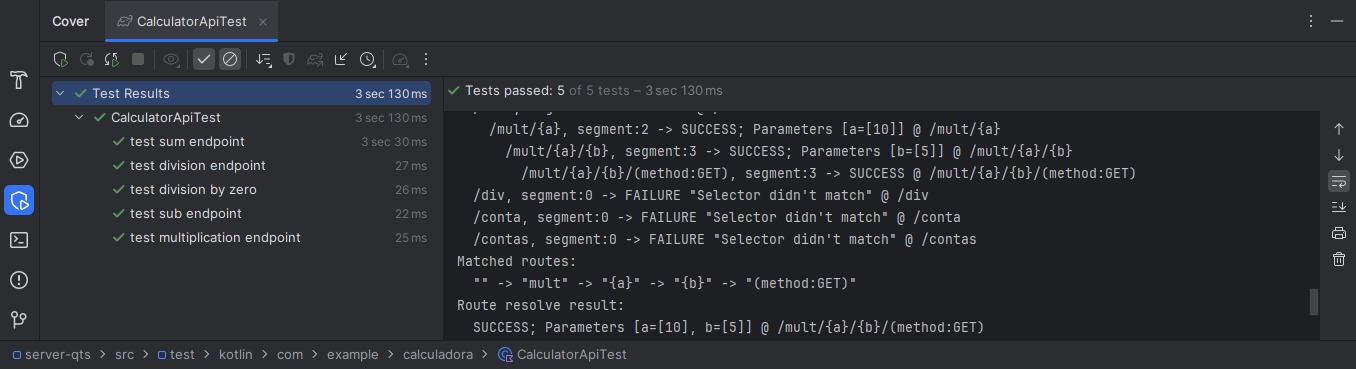 Cover
CalculatorApiTest
Test Results 3 sec 130 ms
CalculatorApiTest 3 sec 130 ms
test sum endpoint 3 sec 30 ms
test division endpoint 27 ms
test division by zero 26 ms
test sub endpoint 22 ms
test multiplication endpoint 25 ms
Tests passed: 5 of 5 tests – 3 sec 130 ms
/mult/{a}, segment:2 -> SUCCESS; Parameters [a=[10]] @ /mult/{a}
/mult/{a}/{b}, segment:3 -> SUCCESS; Parameters [b=[5]] @ /mult/{a}/{b}
/mult/{a}/{b}/(method:GET), segment:3 -> SUCCESS @ /mult/{a}/{b}/(method:GET)
/div, segment:0 -> FAILURE "Selector didn't match" @ /div
/conta, segment:0 -> FAILURE "Selector didn't match" @ /conta
/contas, segment:0 -> FAILURE "Selector didn't match" @ /contas
Matched routes:
"" -> "mult" -> "{a}" -> "{b}" -> "(method:GET)"
Route resolve result:
SUCCESS; Parameters [a=[10], b=[5]] @ /mult/{a}/{b}/(method:GET)
server-qts > src > test > kotlin > com > example > calculadora > CalculatorApiTest